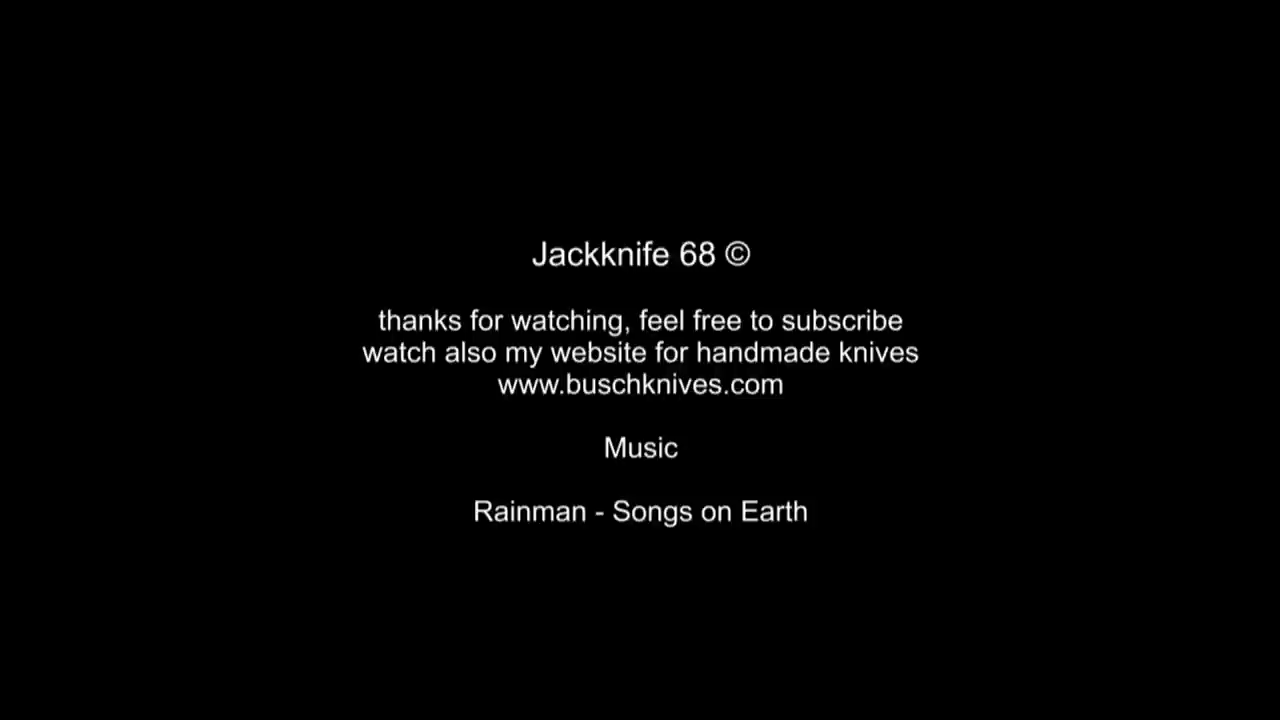 Jackknife 68 ©
thanks for watching, feel free to subscribe
watch also my website for handmade knives
www.buschknives.com
Music
Rainman - Songs on Earth